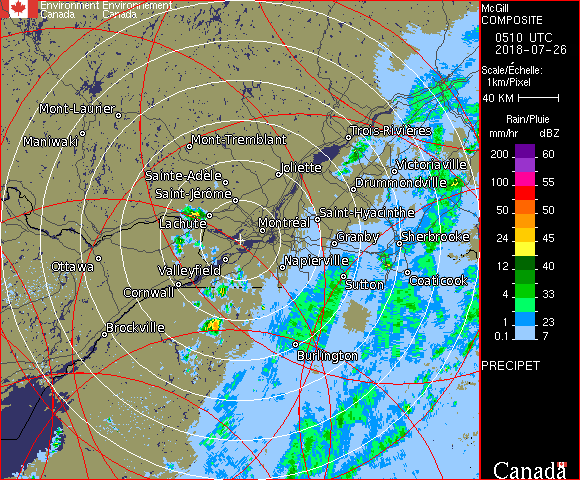 Environment Environnement
Canada Canada
Mont-Laurier
Maniwaki
Mont-Tremblant
Trois-Rivières
Joliette
Victoriaville
Sainte-Adèle
Drummondville
Saint-Jérôme
Saint-Hyacinthe
Lachute
Montréal
Granby
Sherbrooke
Ottawa
Valleyfield
Napierville
Coaticook
Cornwall
Sutton
Brockville
Burlington
McGill
COMPOSITE
0510 UTC
2018-07-26
Scale/Échelle:
1km/Pixel
40 KM
Rain/Pluie
mm/hr dBZ
200 60
100 55
50 50
24 45
12 40
4 33
1 23
0.1 7
PRECIPET
Canada